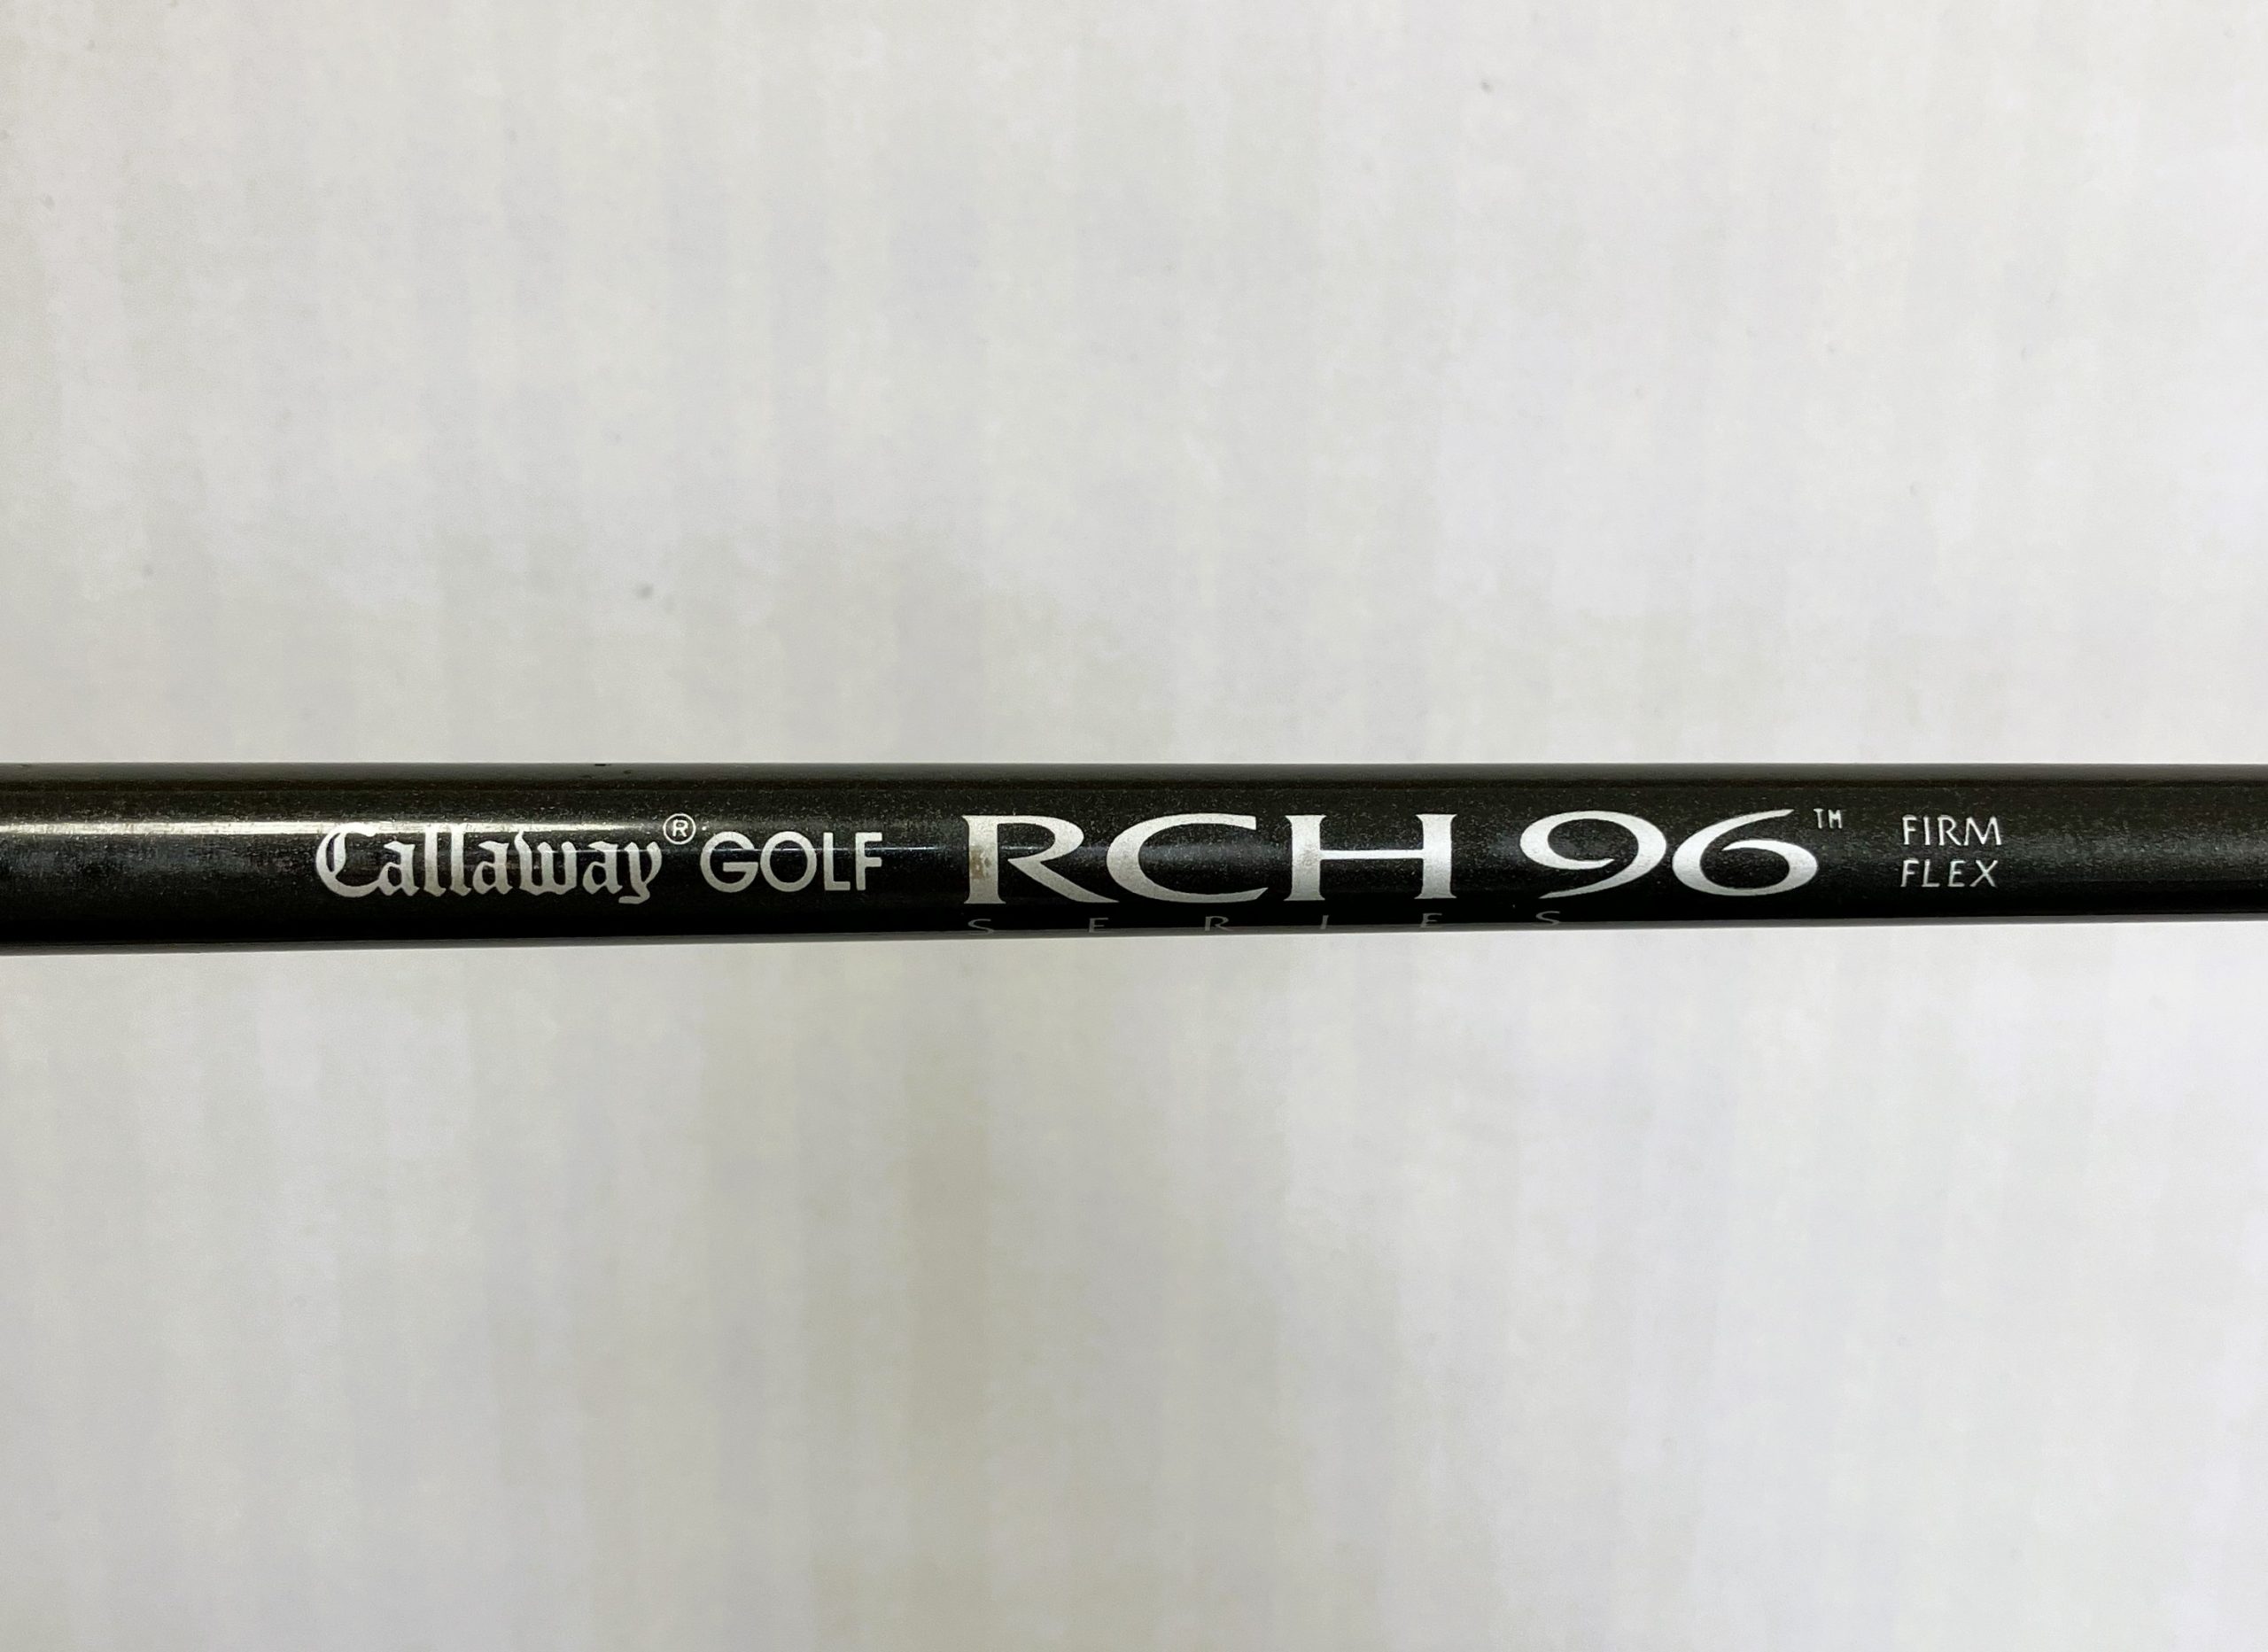 Callaway® GOLF RCH 96™ FIRM FLEX
SERIES